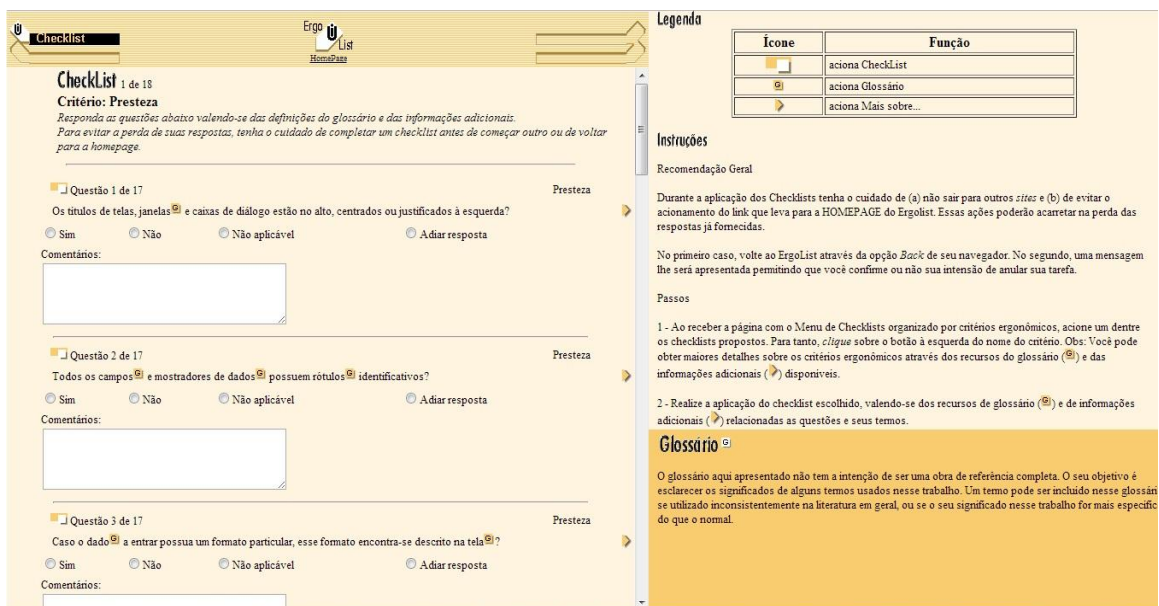 Checklist
Ergo
List
HomePage
CheckList 1 de 18
Critério: Presteza
Responda as questões abaixo valendo-se das definições do glossário e das informações adicionais.
Para evitar a perda de suas respostas, tenha o cuidado de completar um checklist antes de começar outro ou de voltar
para a homepage.
Questão 1 de 17 Presteza
Os títulos de telas, janelas G e caixas de diálogo estão no alto, centrados ou justificados à esquerda?
Sim Não Não aplicável Adiar resposta
Comentários:
Questão 2 de 17 Presteza
Todos os campos G e mostradores de dados G possuem rótulos G identificativos?
Sim Não Não aplicável Adiar resposta
Comentários:
Questão 3 de 17 Presteza
Caso o dado G a entrar possua um formato particular, esse formato encontra-se descrito na tela G?
Sim Não Não aplicável Adiar resposta
Comentários:
Legenda
Ícone Função
aciona CheckList
G aciona Glossário
aciona Mais sobre...
Instruções
Recomendação Geral
Durante a aplicação dos Checklists tenha o cuidado de (a) não sair para outros sites e (b) de evitar o
acionamento do link que leva para a HOMEPAGE do Ergolist. Essas ações poderão acarretar na perda das
respostas já fornecidas.
No primeiro caso, volte ao ErgoList através da opção Back de seu navegador. No segundo, uma mensagem
lhe será apresentada permitindo que você confirme ou não sua intensão de anular sua tarefa.
Passos
1 - Ao receber a página com o Menu de Checklists organizado por critérios ergonômicos, acione um dentre
os checklists propostos. Para tanto, clique sobre o botão à esquerda do nome do critério. Obs: Você pode
obter maiores detalhes sobre os critérios ergonômicos através dos recursos do glossário (G) e das
informações adicionais ( ) disponíveis.
2 - Realize a aplicação do checklist escolhido, valendo-se dos recursos de glossário (G) e de informações
adicionais ( ) relacionadas as questões e seus termos.
Glossário G
O glossário aqui apresentado não tem a intenção de ser uma obra de referência completa. O seu objetivo é
esclarecer os significados de alguns termos usados nesse trabalho. Um termo pode ser incluído nesse glossári
se utilizado inconsistentemente na literatura em geral, ou se o seu significado nesse trabalho for mais específic
do que o normal.